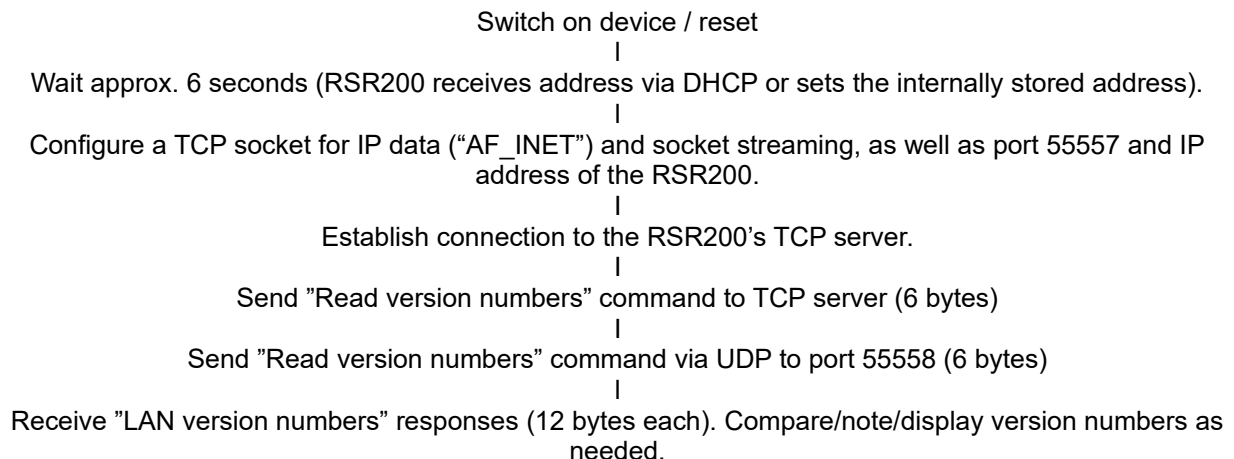 Switch on device / reset
|
Wait approx. 6 seconds (RSR200 receives address via DHCP or sets the internally stored address).
|
Configure a TCP socket for IP data (“AF_INET”) and socket streaming, as well as port 55557 and IP
address of the RSR200.
|
Establish connection to the RSR200’s TCP server.
|
Send ”Read version numbers” command to TCP server (6 bytes)
|
Send ”Read version numbers” command via UDP to port 55558 (6 bytes)
|
Receive ”LAN version numbers” responses (12 bytes each). Compare/note/display version numbers as
needed.